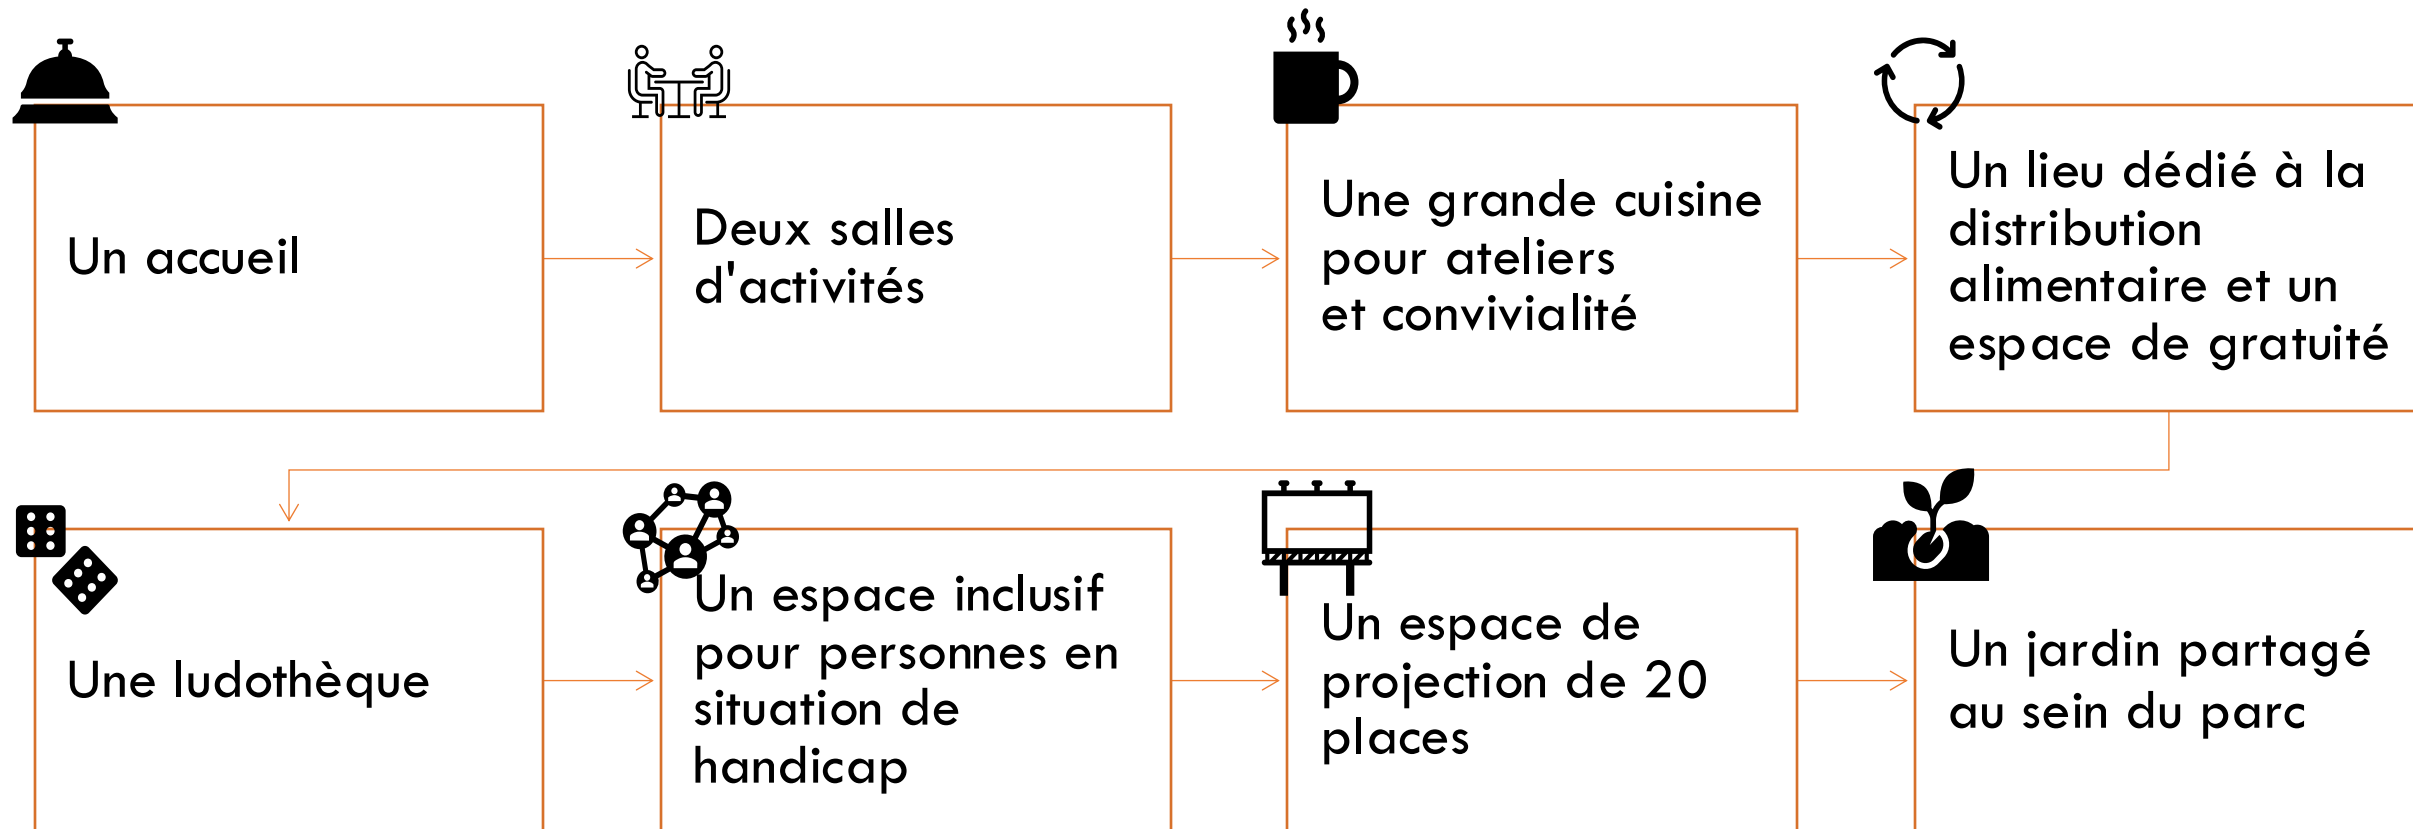 Un accueil
Deux salles
d'activités
Une grande cuisine
pour ateliers
et convivialité
Un lieu dédié à la
distribution
alimentaire et un
espace de gratuité
Une ludothèque
Un espace inclusif
pour personnes en
situation de
handicap
Un espace de
projection de 20
places
Un jardin partagé
au sein du parc